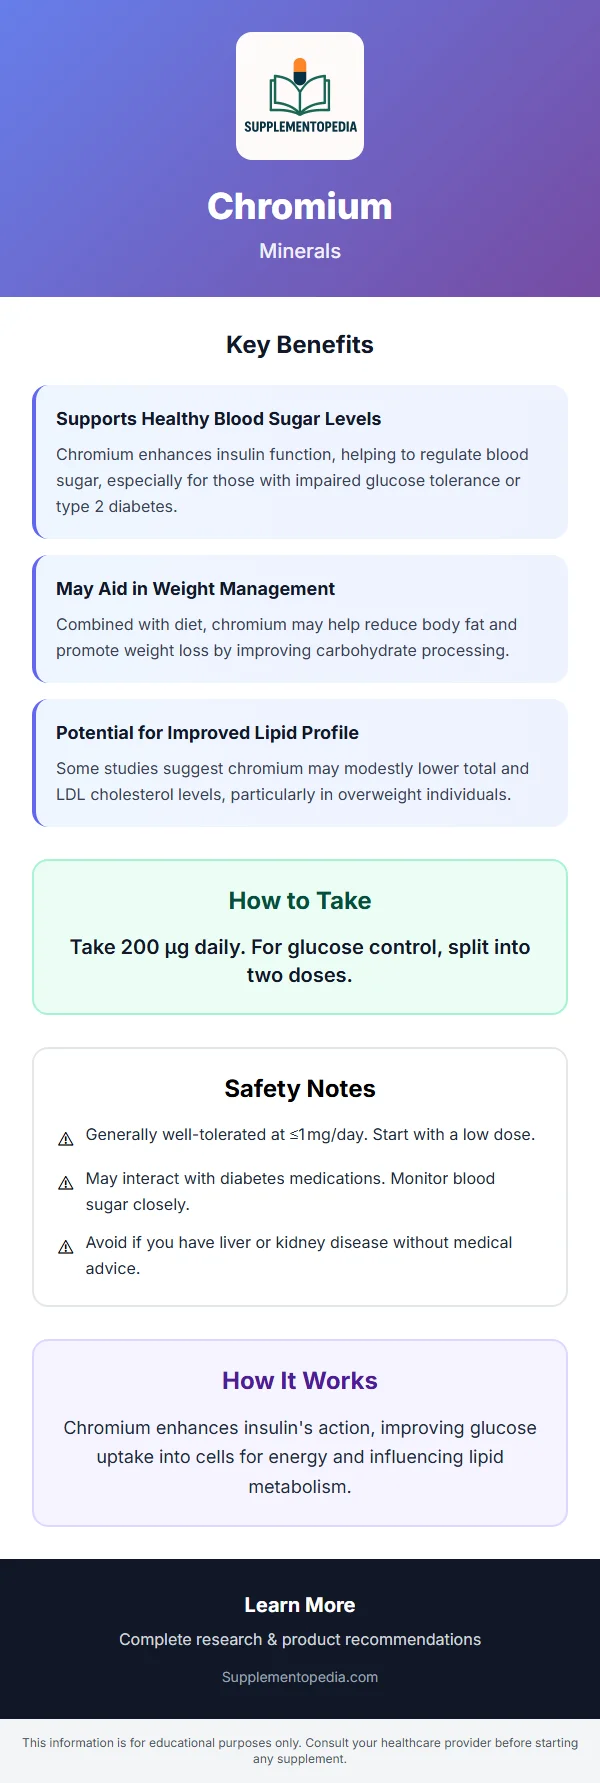 SUPPLEMENTOPEDIA
Chromium
Minerals
Key Benefits
Supports Healthy Blood Sugar Levels
Chromium enhances insulin function, helping to regulate blood
sugar, especially for those with impaired glucose tolerance or
type 2 diabetes.
May Aid in Weight Management
Combined with diet, chromium may help reduce body fat and
promote weight loss by improving carbohydrate processing.
Potential for Improved Lipid Profile
Some studies suggest chromium may modestly lower total and
LDL cholesterol levels, particularly in overweight individuals.
How to Take
Take 200 µg daily. For glucose control, split into
two doses.
Safety Notes
⚠ Generally well-tolerated at ≤1 mg/day. Start with a low dose.
⚠ May interact with diabetes medications. Monitor blood
sugar closely.
⚠ Avoid if you have liver or kidney disease without medical
advice.
How It Works
Chromium enhances insulin's action, improving glucose
uptake into cells for energy and influencing lipid
metabolism.
Learn More
Complete research & product recommendations
Supplementopedia.com
This information is for educational purposes only. Consult your healthcare provider before starting
any supplement.